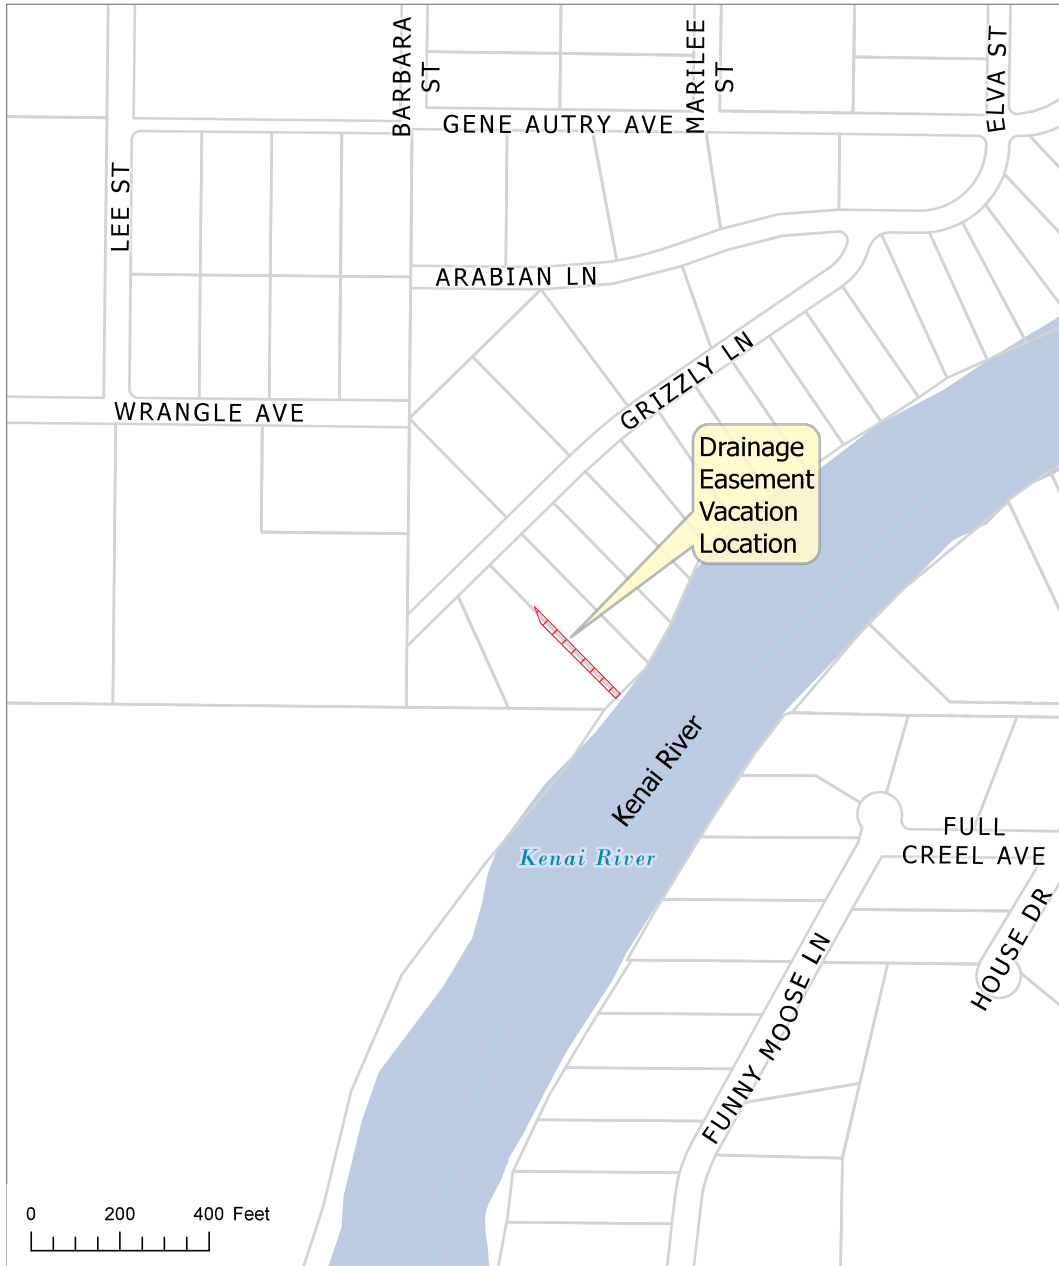 BARBARA
ST
MARILEE
ST
ELVA ST
GENE AUTRY AVE
LEE ST
ARABIAN LN
GRIZZLY LN
WRANGLE AVE
Drainage
Easement
Vacation
Location
Kenai River
Kenai River
FULL
CREEL AVE
HOUSE DR
FUNNY MOOSE LN
0 200 400 Feet